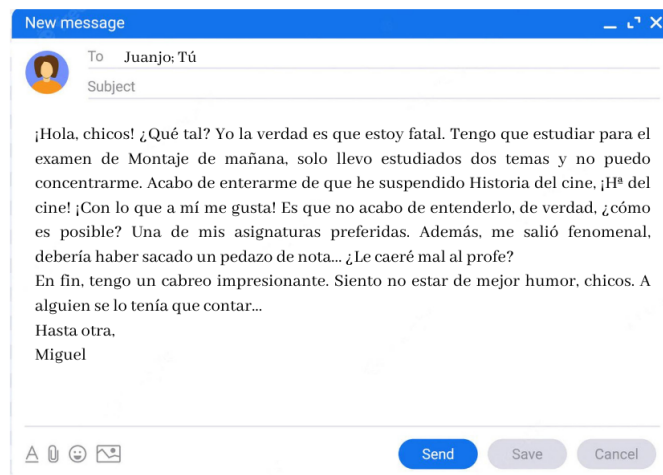 New message
To Juanjo; Tú
Subject
¡Hola, chicos! ¿Qué tal? Yo la verdad es que estoy fatal. Tengo que estudiar para el
examen de Montaje de mañana, solo llevo estudiados dos temas y no puedo
concentrarme. Acabo de enterarme de que he suspendido Historia del cine, ¡Hª del
cine! ¡Con lo que a mí me gusta! Es que no acabo de entenderlo, de verdad, ¿cómo
es posible? Una de mis asignaturas preferidas. Además, me salió fenomenal,
debería haber sacado un pedazo de nota... ¿Le caeré mal al profe?
En fin, tengo un cabreo impresionante. Siento no estar de mejor humor, chicos. A
alguien se lo tenía que contar...
Hasta otra,
Miguel
A
Send Save Cancel